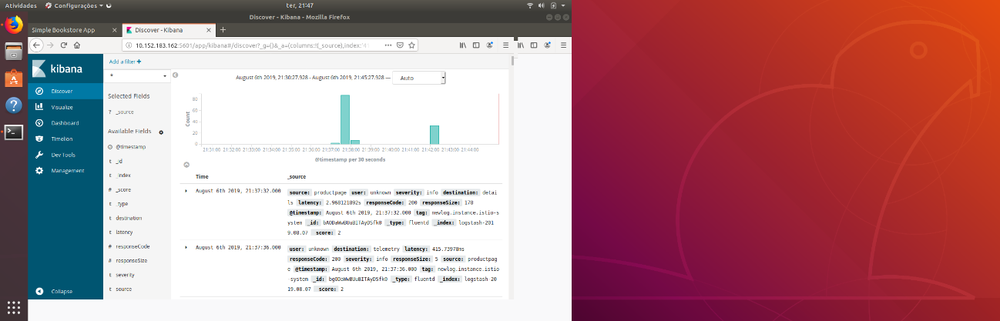 Atividades
Configurações
ter, 21:47
Discover - Kibana - Mozilla Firefox
Simple Bookstore App
Discover - Kibana
10.152.183.162:5601/app/kibana#/discover?_g=()&_a=(columns:!(_source),index:'4
kibana
Discover
Visualize
Dashboard
Timelion
Dev Tools
Management
Collapse
Add a filter +
*
Selected Fields
? _source
Available Fields
@timestamp
t _id
t _index
# _score
t _type
t destination
t latency
# responseCode
# responseSize
t severity
t source
August 6th 2019, 21:30:27.928 - August 6th 2019, 21:45:27.928 — Auto
80
60
40
20
0
Count
21:31:00 21:32:00 21:33:00 21:34:00 21:35:00 21:36:00 21:37:00 21:38:00 21:39:00 21:40:00 21:41:00 21:42:00 21:43:00 21:44:00
@timestamp per 30 seconds
Time _source
August 6th 2019, 21:37:32.000
source: productpage user: unknown severity: info destination: detai
ls latency: 2.968121892s responseCode: 200 responseSize: 178
@timestamp: August 6th 2019, 21:37:32.000 tag: newlog.instance.istio-s
ystem _id: bAODaWwBUuBITAyDSfk0 _type: fluentd _index: logstash-201
9.08.07 _score: 2
August 6th 2019, 21:37:36.000
user: unknown destination: telemetry latency: 415.73978ms
responseCode: 200 severity: info responseSize: 5 source: productpag
e @timestamp: August 6th 2019, 21:37:36.000 tag: newlog.instance.istio
-system _id: bgODaWwBUuBITAyDSfk0 _type: fluentd _index: logstash-2
019.08.07 _score: 2